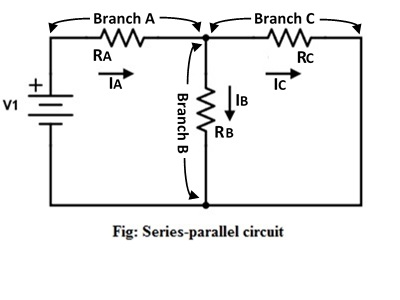 Branch A
Branch C
RA
RC
IA
IC
+
V1
Branch B
IB
RB
Fig: Series-parallel circuit